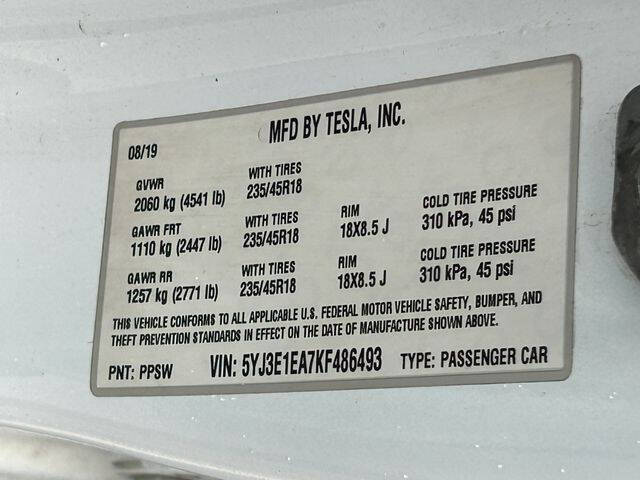 MFD BY TESLA, INC.
08/19
GVWR WITH TIRES
2060 kg (4541 lb) 235/45R18
GAWR FRT WITH TIRES RIM COLD TIRE PRESSURE
1110 kg (2447 lb) 235/45R18 18X8.5 J 310 kPa, 45 psi
GAWR RR WITH TIRES RIM COLD TIRE PRESSURE
1257 kg (2771 lb) 235/45R18 18X8.5 J 310 kPa, 45 psi
THIS VEHICLE CONFORMS TO ALL APPLICABLE U.S. FEDERAL MOTOR VEHICLE SAFETY, BUMPER, AND
THEFT PREVENTION STANDARDS IN EFFECT ON THE DATE OF MANUFACTURE SHOWN ABOVE.
PNT: PPSW VIN: 5YJ3E1EA7KF486493 TYPE: PASSENGER CAR